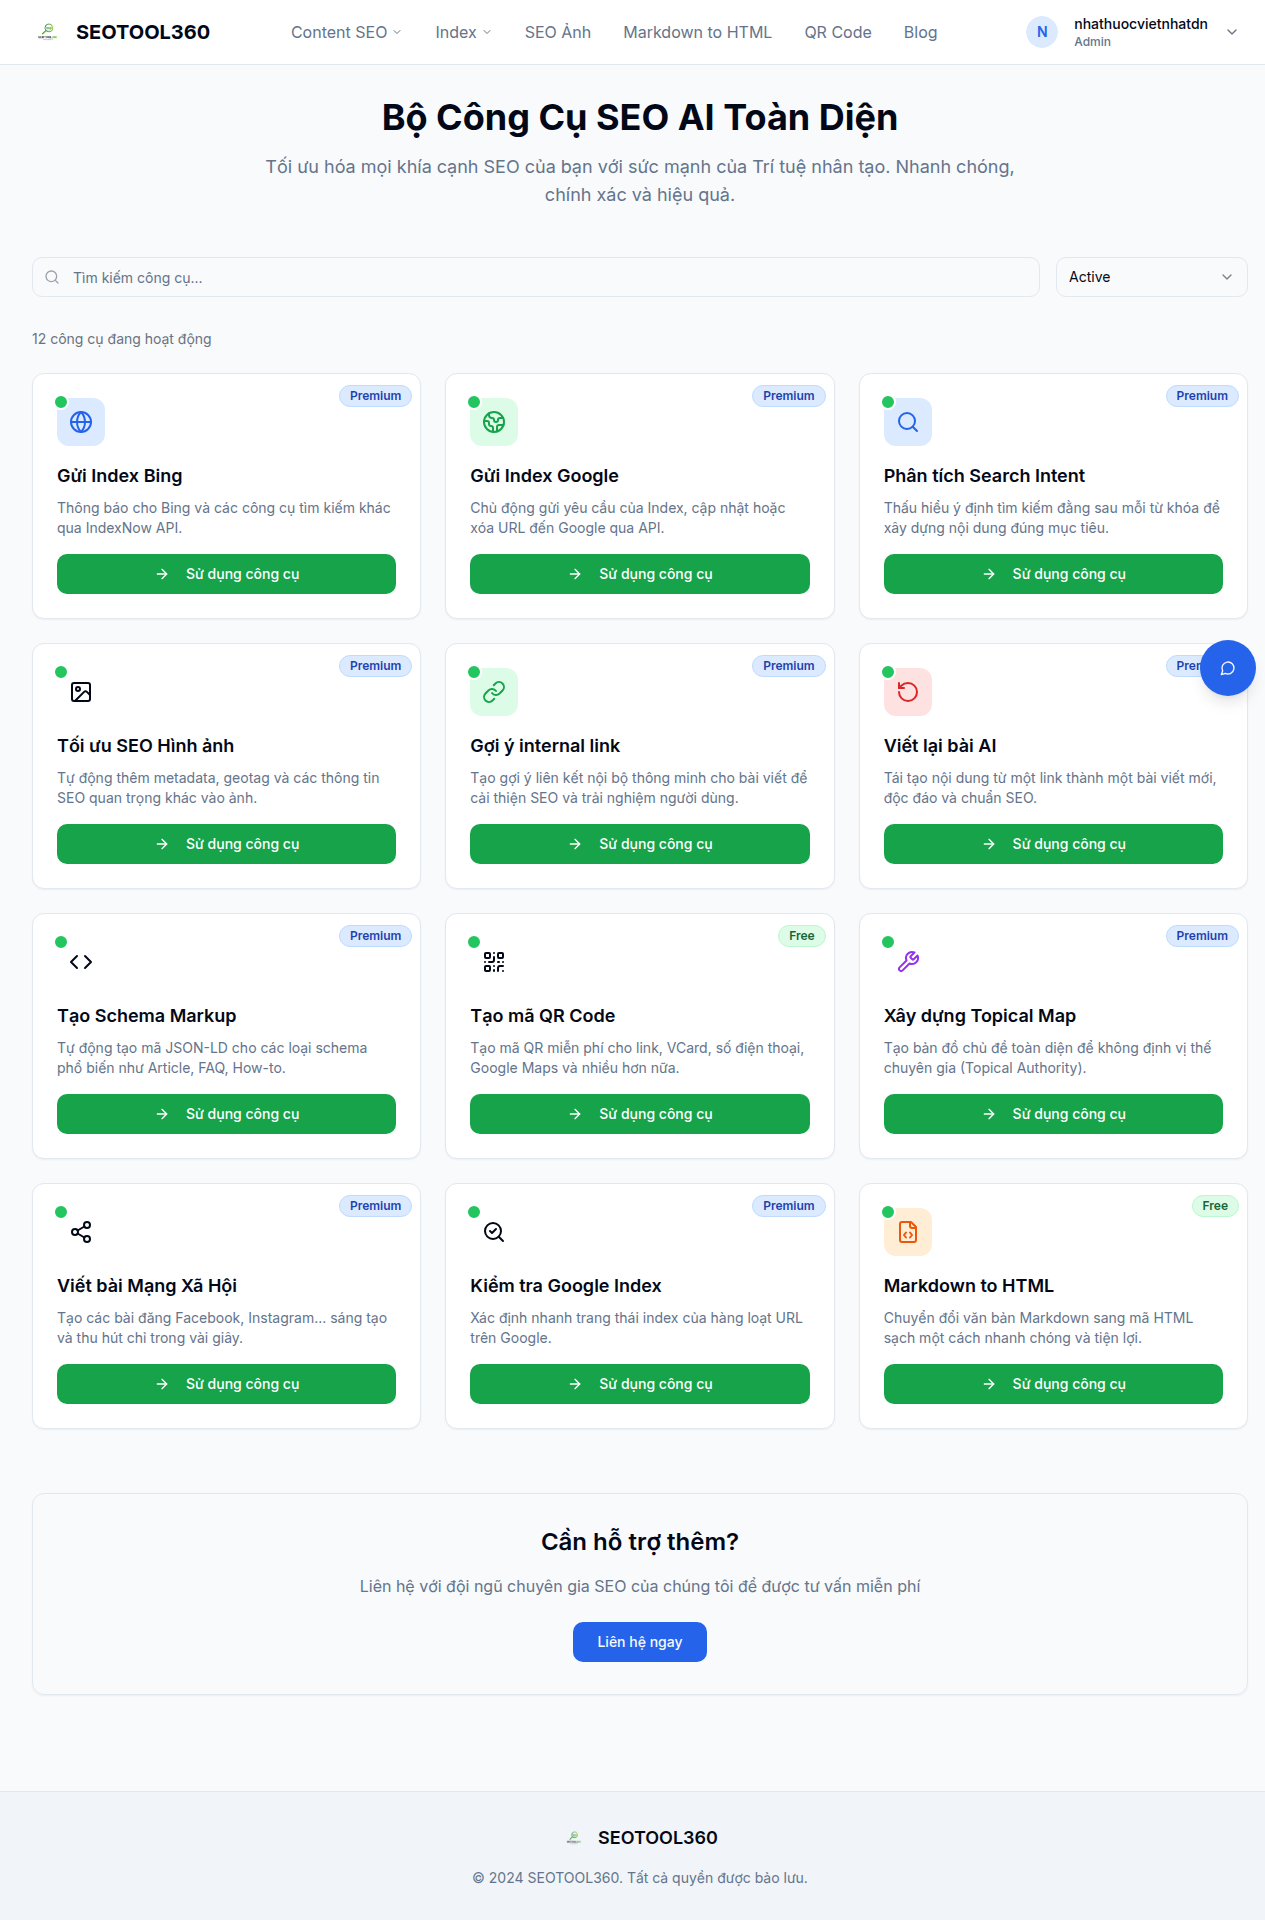 SEOTOOL360
Content SEO
Index
SEO Ảnh
Markdown to HTML
QR Code
Blog
N
nhathuocvietnhatdn
Admin
Bộ Công Cụ SEO AI Toàn Diện
Tối ưu hóa mọi khía cạnh SEO của bạn với sức mạnh của Trí tuệ nhân tạo. Nhanh chóng,
chính xác và hiệu quả.
Tìm kiếm công cụ...
Active
12 công cụ đang hoạt động
Premium
Gửi Index Bing
Thông báo cho Bing và các công cụ tìm kiếm khác
qua IndexNow API.
Sử dụng công cụ
Premium
Gửi Index Google
Chủ động gửi yêu cầu của Index, cập nhật hoặc
xóa URL đến Google qua API.
Sử dụng công cụ
Premium
Phân tích Search Intent
Thấu hiểu ý định tìm kiếm đằng sau mỗi từ khóa để
xây dựng nội dung đúng mục tiêu.
Sử dụng công cụ
Premium
Tối ưu SEO Hình ảnh
Tự động thêm metadata, geotag và các thông tin
SEO quan trọng khác vào ảnh.
Sử dụng công cụ
Premium
Gợi ý internal link
Tạo gợi ý liên kết nội bộ thông minh cho bài viết để
cải thiện SEO và trải nghiệm người dùng.
Sử dụng công cụ
Viết lại bài AI
Tái tạo nội dung từ một link thành một bài viết mới,
độc đáo và chuẩn SEO.
Sử dụng công cụ
Premium
Tạo Schema Markup
Tự động tạo mã JSON-LD cho các loại schema
phổ biến như Article, FAQ, How-to.
Sử dụng công cụ
Free
Tạo mã QR Code
Tạo mã QR miễn phí cho link, VCard, số điện thoại,
Google Maps và nhiều hơn nữa.
Sử dụng công cụ
Premium
Xây dựng Topical Map
Tạo bản đồ chủ đề toàn diện để khẳng định vị thế
chuyên gia (Topical Authority).
Sử dụng công cụ
Premium
Viết bài Mạng Xã Hội
Tạo các bài đăng Facebook, Instagram... sáng tạo
và thu hút chỉ trong vài giây.
Sử dụng công cụ
Premium
Kiểm tra Google Index
Xác định nhanh trạng thái index của hàng loạt URL
trên Google.
Sử dụng công cụ
Free
Markdown to HTML
Chuyển đổi văn bản Markdown sang mã HTML
sạch một cách nhanh chóng và tiện lợi.
Sử dụng công cụ
Cần hỗ trợ thêm?
Liên hệ với đội ngũ chuyên gia SEO của chúng tôi để được tư vấn miễn phí
Liên hệ ngay
SEOTOOL360
© 2024 SEOTOOL360. Tất cả quyền được bảo lưu.